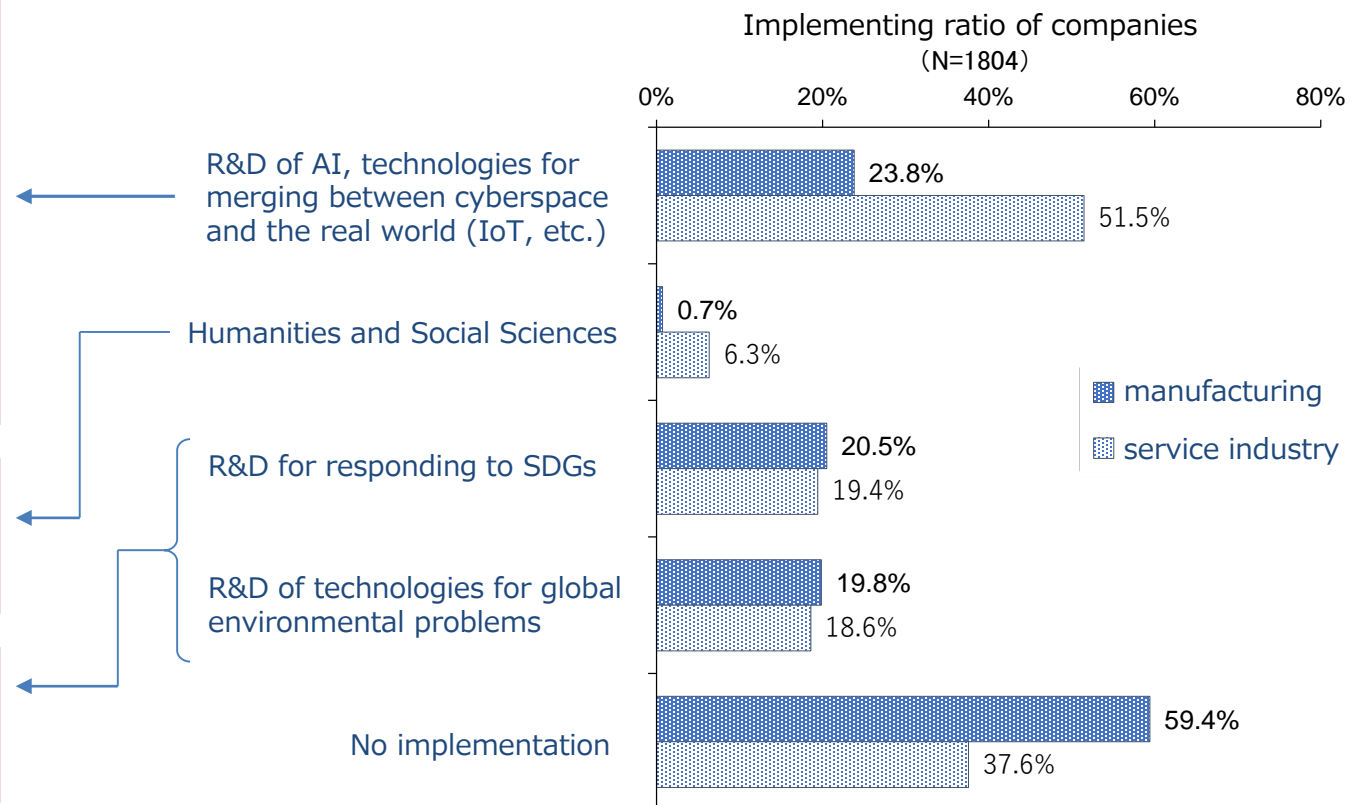 Implementing ratio of companies
(N=1804)
0% 20% 40% 60% 80%
R&D of AI, technologies for
merging between cyberspace
and the real world (IoT, etc.)
23.8%
51.5%
Humanities and Social Sciences
0.7%
6.3%
manufacturing
service industry
R&D for responding to SDGs
20.5%
19.4%
R&D of technologies for global
environmental problems
19.8%
18.6%
No implementation
59.4%
37.6%